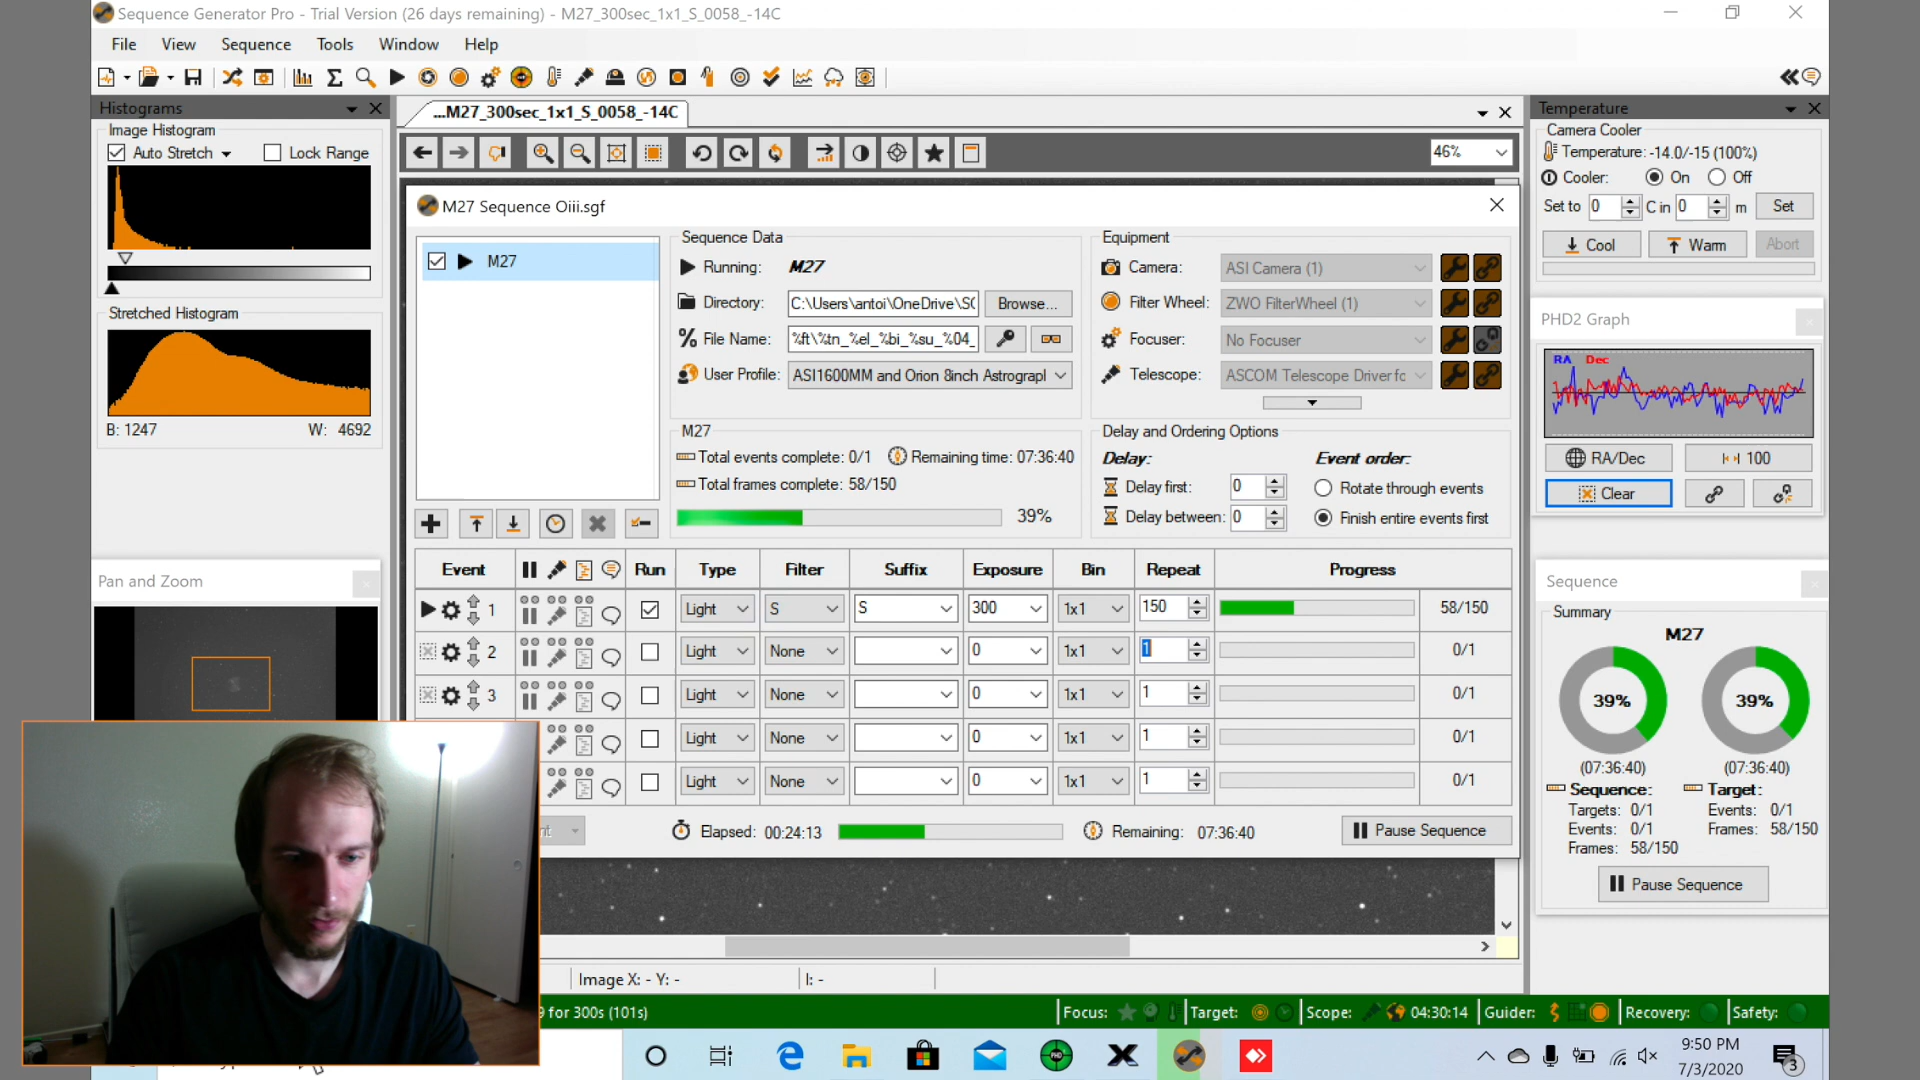 Sequence Generator Pro - Trial Version (26 days remaining) - M27_300sec_1x1_S_0058_-14C
File View Sequence Tools Window Help
Histograms
Image Histogram
Auto Stretch Lock Range
Stretched Histogram
B: 1247 W: 4692
Pan and Zoom
...M27_300sec_1x1_S_0058_-14C
46%
M27 Sequence Oiii.sgf
M27
Sequence Data
Running: M27
Directory: C:\Users\antoi\OneDrive\S Browse...
File Name: %ft\%tn_%el_%bi_%su_%04_
User Profile: ASI1600MM and Orion 8inch Astrograpl
Equipment
Camera: ASI Camera (1)
Filter Wheel: ZWO FilterWheel (1)
Focuser: No Focuser
Telescope: ASCOM Telescope Driver fo
M27
Total events complete: 0/1 Remaining time: 07:36:40
Total frames complete: 58/150
39%
Delay and Ordering Options
Delay: Event order:
Delay first: 0 Rotate through events
Delay between: 0 Finish entire events first
Event Run Type Filter Suffix Exposure Bin Repeat Progress
1 Light S S 300 1x1 150 58/150
2 Light None 0 1x1 1 0/1
3 Light None 0 1x1 1 0/1
Light None 0 1x1 1 0/1
Light None 0 1x1 1 0/1
nt Elapsed: 00:24:13 Remaining: 07:36:40 Pause Sequence
Image X: - Y: - I: -
9 for 300s (101s) Focus: Target: Scope: 04:30:14 Guider: Recovery: Safety:
Temperature
Camera Cooler
Temperature: -14.0/-15 (100%)
Cooler: On Off
Set to 0 C in 0 m Set
Cool Warm Abort
PHD2 Graph
RA Dec
RA/Dec 100
Clear
Sequence
Summary
M27
39% 39%
(07:36:40) (07:36:40)
Sequence: Target:
Targets: 0/1 Events: 0/1
Events: 0/1 Frames: 58/150
Frames: 58/150
Pause Sequence
PHD
9:50 PM
7/3/2020
3